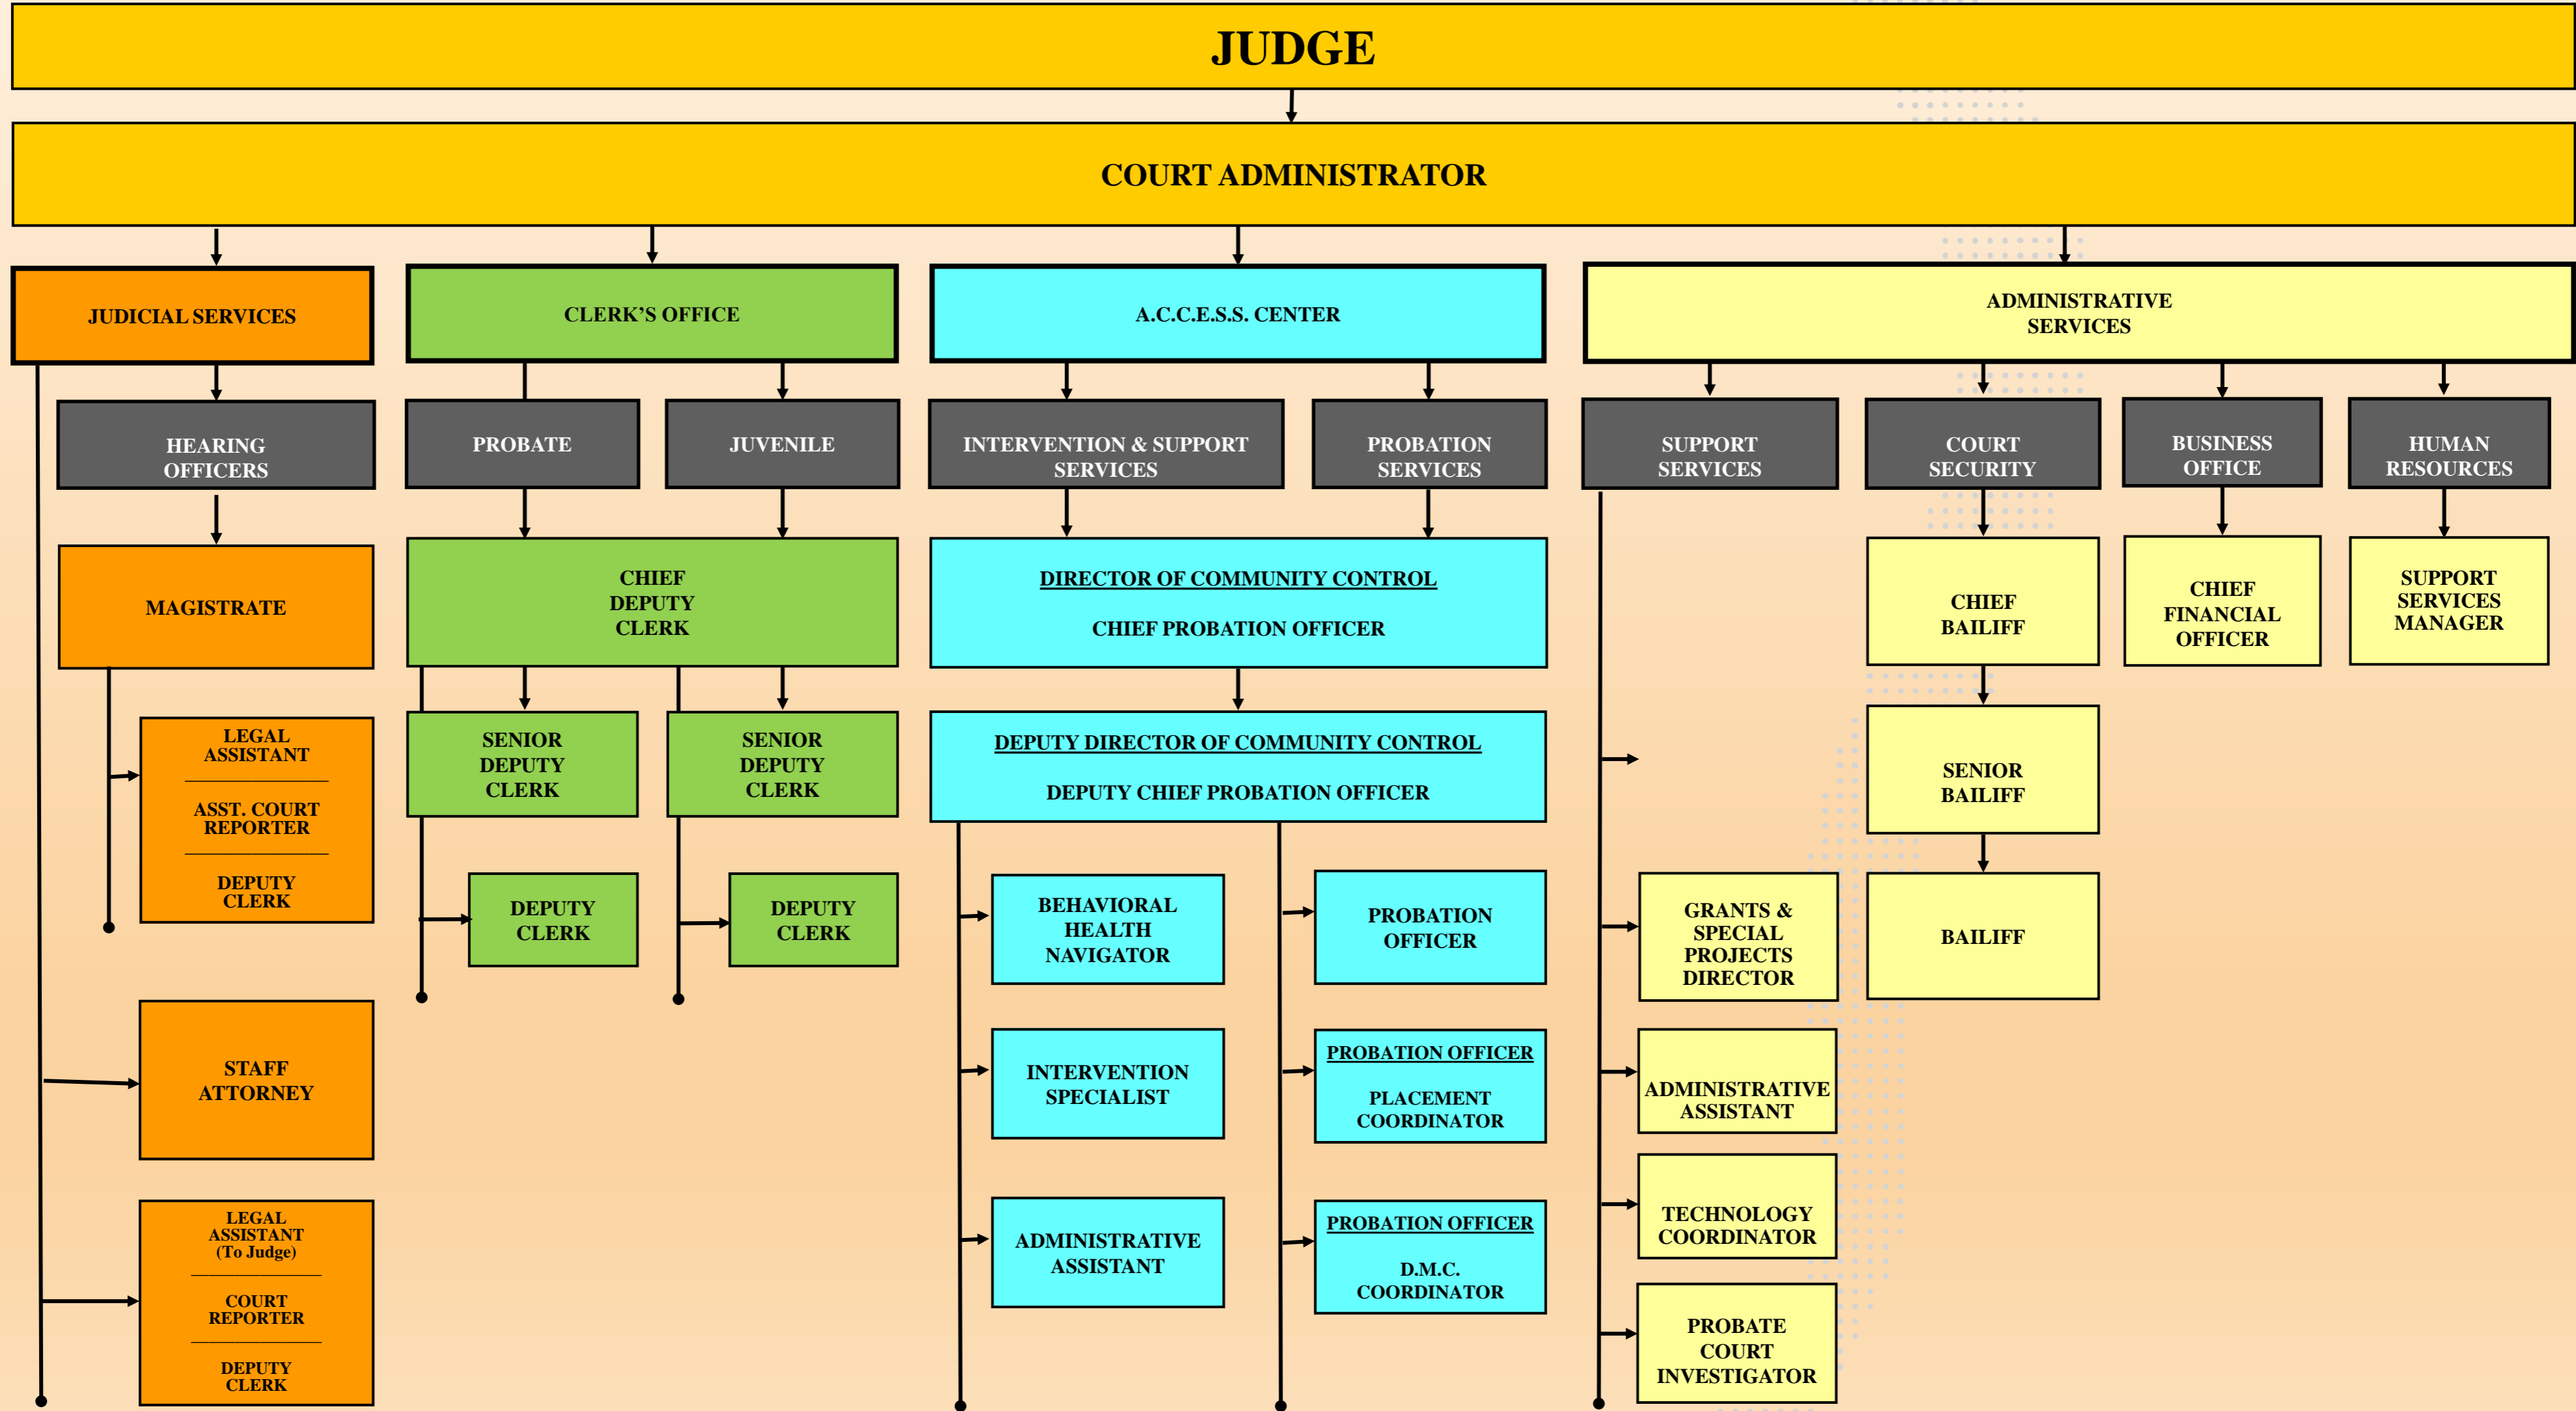 JUDGE
COURT ADMINISTRATOR
JUDICIAL SERVICES
CLERK’S OFFICE
A.C.C.E.S.S. CENTER
ADMINISTRATIVE
SERVICES
HEARING
OFFICERS
PROBATE
JUVENILE
INTERVENTION & SUPPORT
SERVICES
PROBATION
SERVICES
SUPPORT
SERVICES
COURT
SECURITY
BUSINESS
OFFICE
HUMAN
RESOURCES
MAGISTRATE
CHIEF
DEPUTY
CLERK
DIRECTOR OF COMMUNITY CONTROL
CHIEF PROBATION OFFICER
CHIEF
BAILIFF
CHIEF
FINANCIAL
OFFICER
SUPPORT
SERVICES
MANAGER
LEGAL
ASSISTANT
ASST. COURT
REPORTER
DEPUTY
CLERK
SENIOR
DEPUTY
CLERK
SENIOR
DEPUTY
CLERK
DEPUTY DIRECTOR OF COMMUNITY CONTROL
DEPUTY CHIEF PROBATION OFFICER
SENIOR
BAILIFF
DEPUTY
CLERK
DEPUTY
CLERK
BEHAVIORAL
HEALTH
NAVIGATOR
PROBATION
OFFICER
GRANTS &
SPECIAL
PROJECTS
DIRECTOR
BAILIFF
STAFF
ATTORNEY
INTERVENTION
SPECIALIST
PROBATION OFFICER
PLACEMENT
COORDINATOR
ADMINISTRATIVE
ASSISTANT
TECHNOLOGY
COORDINATOR
LEGAL
ASSISTANT
(To Judge)
COURT
REPORTER
DEPUTY
CLERK
ADMINISTRATIVE
ASSISTANT
PROBATION OFFICER
D.M.C.
COORDINATOR
PROBATE
COURT
INVESTIGATOR